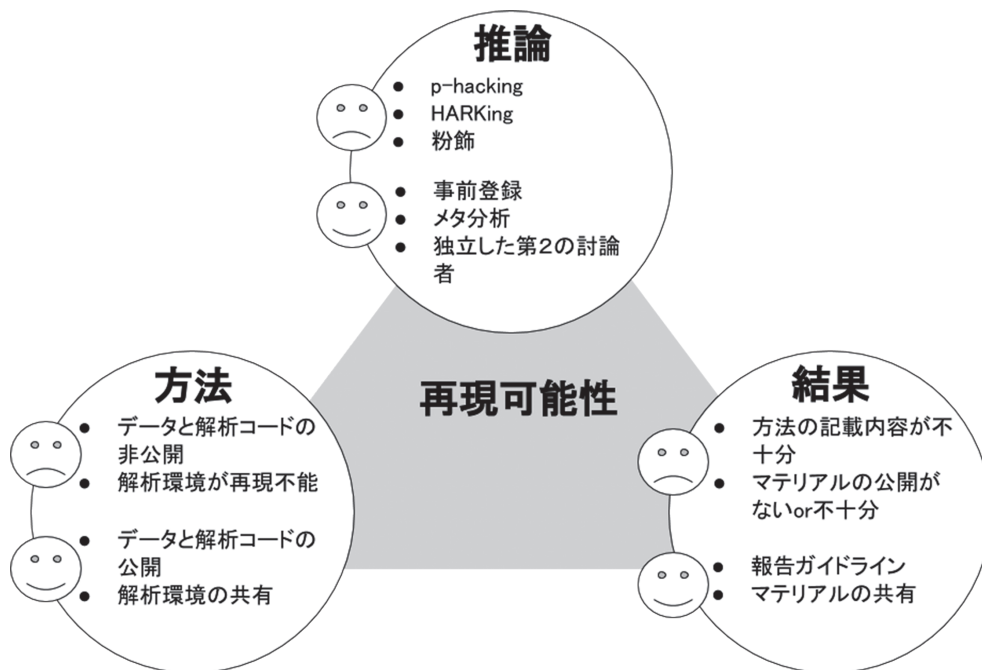 推論
● p-hacking
● HARKing
● 粉飾
● 事前登録
● メタ分析
● 独立した第２の討論
者
再現可能性
方法
● データと解析コードの
非公開
● 解析環境が再現不能
● データと解析コードの
公開
● 解析環境の共有
結果
● 方法の記載内容が不
十分
● マテリアルの公開が
ないor不十分
● 報告ガイドライン
● マテリアルの共有